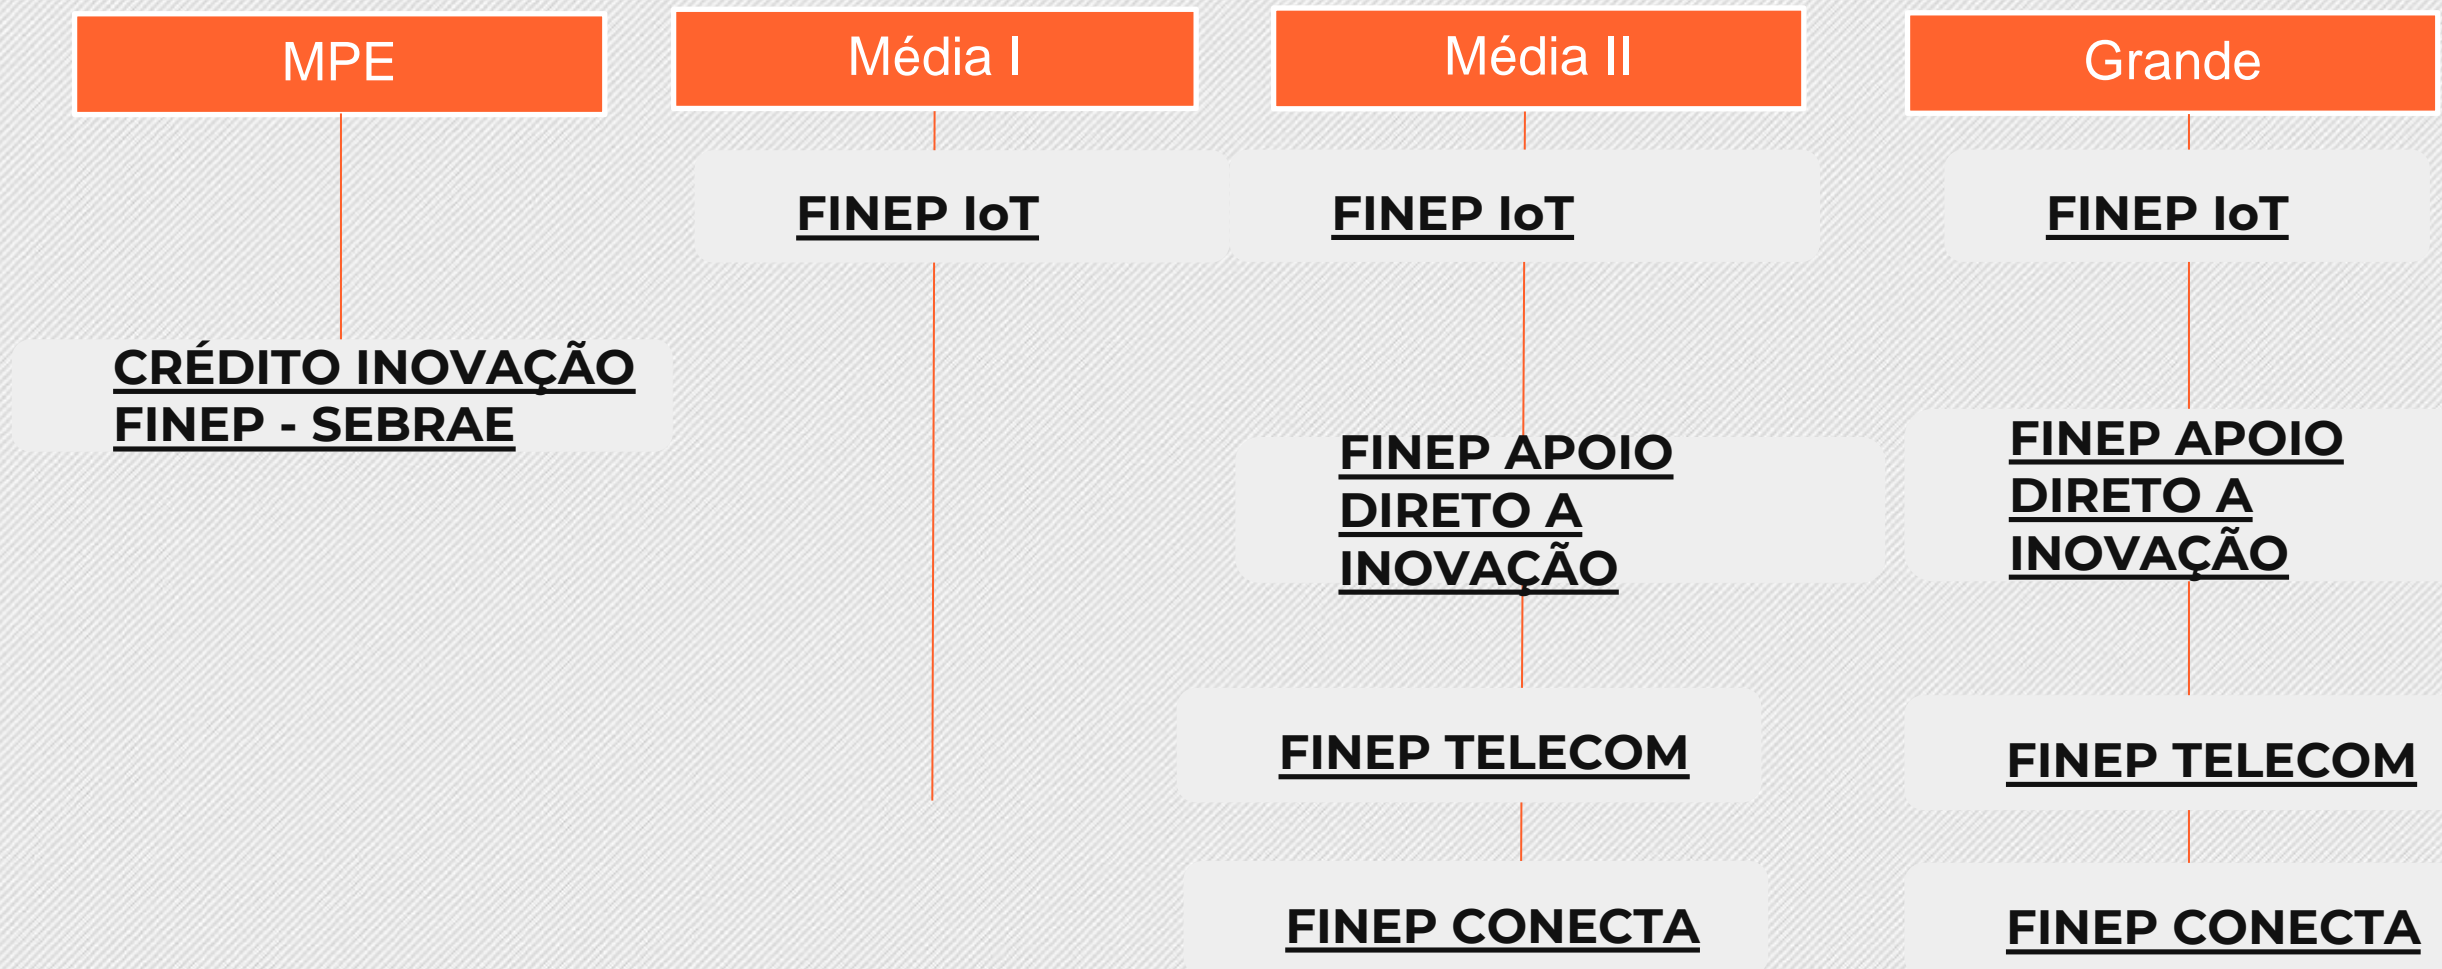 MPE
CRÉDITO INOVAÇÃO
FINEP - SEBRAE
Média I
FINEP IoT
Média II
FINEP IoT
FINEP APOIO
DIRETO A
INOVAÇÃO
FINEP TELECOM
FINEP CONECTA
Grande
FINEP IoT
FINEP APOIO
DIRETO A
INOVAÇÃO
FINEP TELECOM
FINEP CONECTA